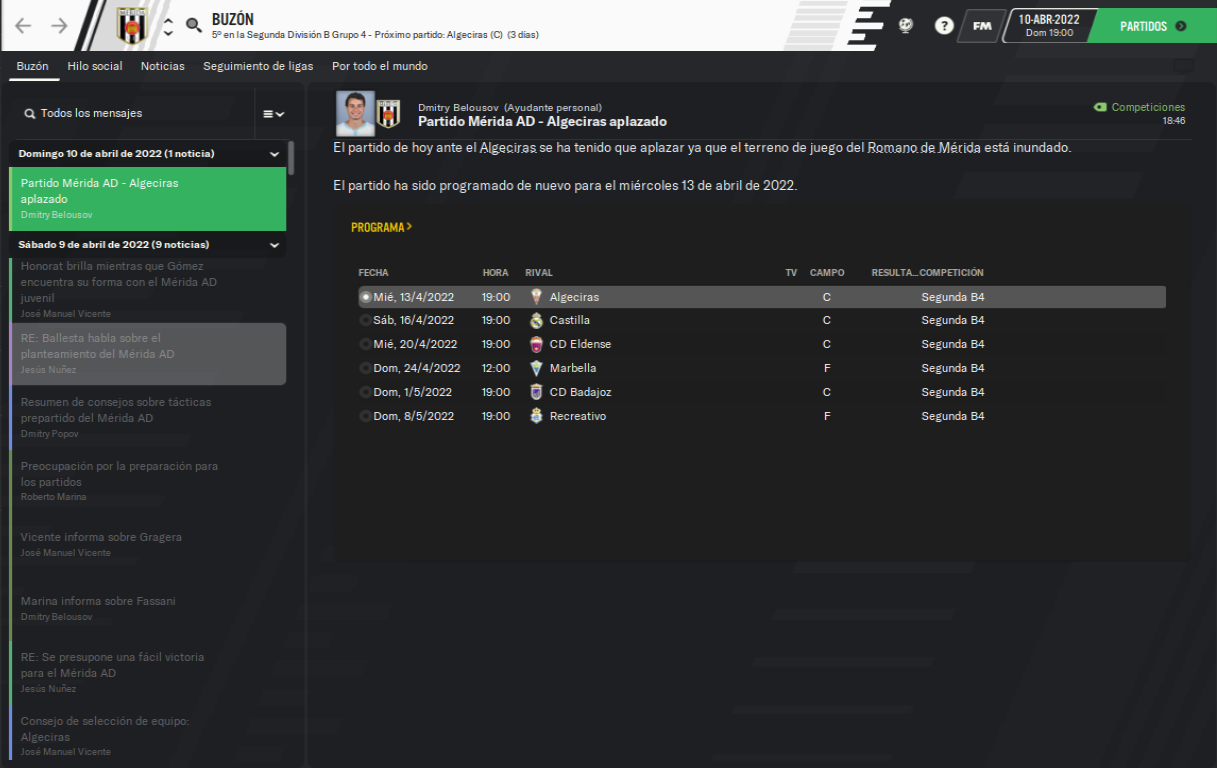 BUZÓN
5º en la Segunda División B Grupo 4 - Próximo partido: Algeciras (C) (3 días)
?
FM
10-ABR-2022
Dom 19:00
PARTIDOS
Buzón Hilo social Noticias Seguimiento de ligas Por todo el mundo
Todos los mensajes
Domingo 10 de abril de 2022 (1 noticia)
Partido Mérida AD - Algeciras
aplazado
Dmitry Belousov
Sábado 9 de abril de 2022 (9 noticias)
Honorat brilla mientras que Gómez
encuentra su forma con el Mérida AD
juvenil
José Manuel Vicente
RE: Ballesta habla sobre el
planteamiento del Mérida AD
Jesús Nuñez
Resumen de consejos sobre tácticas
prepartido del Mérida AD
Dmitry Popov
Preocupación por la preparación para
los partidos
Roberto Marina
Vicente informa sobre Gragera
José Manuel Vicente
Marina informa sobre Fassani
Dmitry Belousov
RE: Se presupone una fácil victoria
para el Mérida AD
Jesús Nuñez
Consejo de selección de equipo:
Algeciras
José Manuel Vicente
Dmitry Belousov (Ayudante personal)
Partido Mérida AD - Algeciras aplazado
Competiciones
18:46
El partido de hoy ante el Algeciras se ha tenido que aplazar ya que el terreno de juego del Romano de Mérida está inundado.
El partido ha sido programado de nuevo para el miércoles 13 de abril de 2022.
PROGRAMA >
FECHA HORA RIVAL TV CAMPO RESULTA... COMPETICIÓN
Mié, 13/4/2022 19:00 Algeciras C Segunda B4
Sáb, 16/4/2022 19:00 Castilla C Segunda B4
Mié, 20/4/2022 19:00 CD Eldense C Segunda B4
Dom, 24/4/2022 12:00 Marbella F Segunda B4
Dom, 1/5/2022 19:00 CD Badajoz C Segunda B4
Dom, 8/5/2022 19:00 Recreativo F Segunda B4